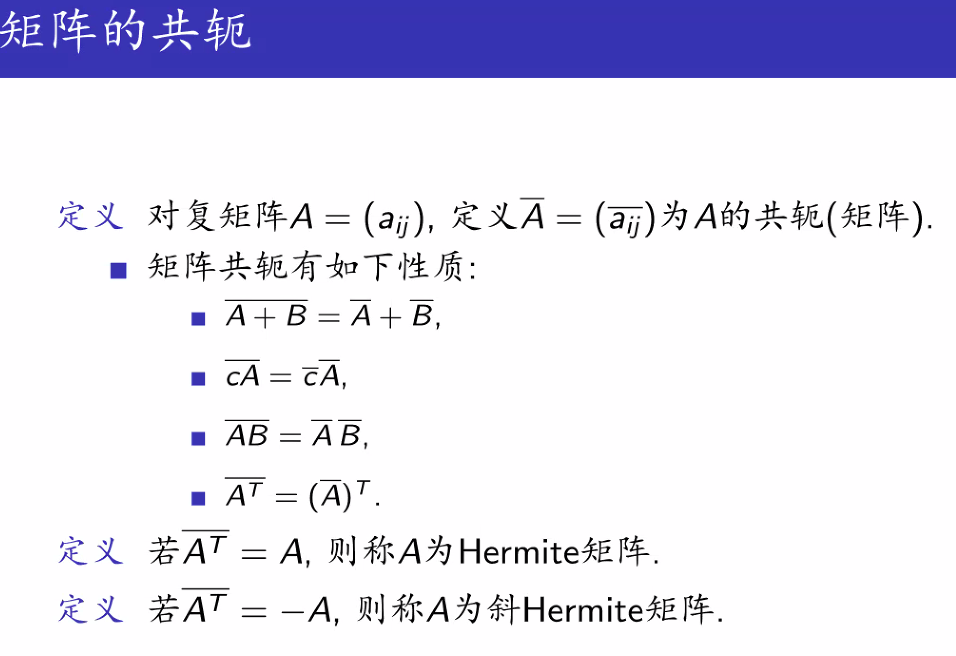 矩阵的共轭
定义 对复矩阵A = (a_{ij}), 定义\overline{A} = (\overline{a_{ij}})为A的共轭(矩阵).
■ 矩阵共轭有如下性质:
■ \overline{A + B} = \overline{A} + \overline{B},
■ \overline{cA} = \overline{c}\overline{A},
■ \overline{AB} = \overline{A}\,\overline{B},
■ \overline{A^T} = (\overline{A})^T.
定义 若\overline{A^T} = A, 则称A为Hermite矩阵.
定义 若\overline{A^T} = −A, 则称A为斜Hermite矩阵.